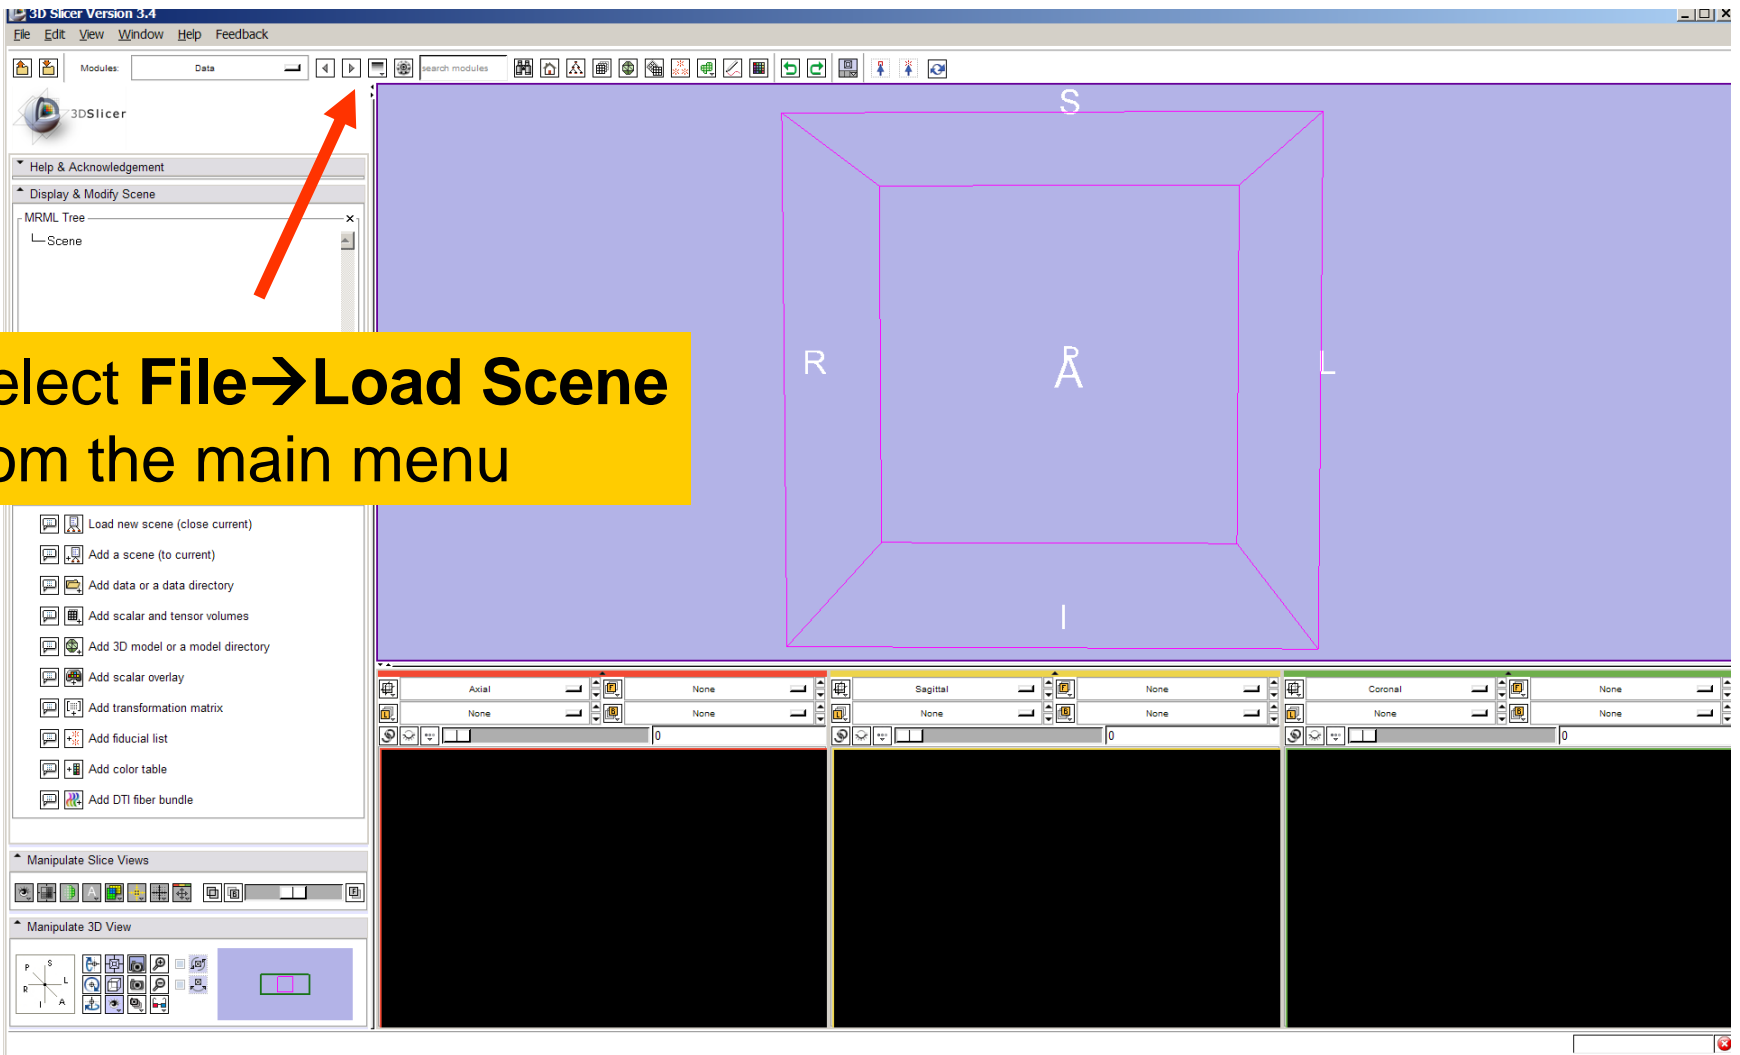 3D Slicer Version 3.4
File Edit View Window Help Feedback
Modules: Data search modules
3DSlicer
Help & Acknowledgement
Display & Modify Scene
MRML Tree
Scene
elect File→Load Scene
om the main menu
Load new scene (close current)
Add a scene (to current)
Add data or a data directory
Add scalar and tensor volumes
Add 3D model or a model directory
Add scalar overlay
Add transformation matrix
Add fiducial list
Add color table
Add DTI fiber bundle
Manipulate Slice Views
Manipulate 3D View
P S
R L
I A
S
R P A L
I
Axial None Sagittal None Coronal None
None None None None None None
0 0 0